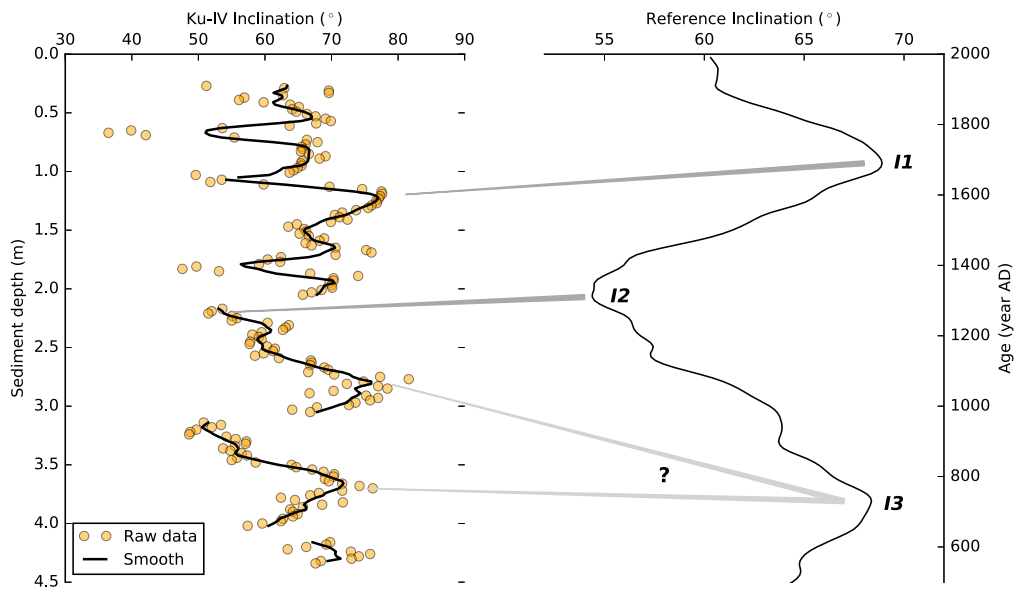 Ku-IV Inclination (°)
Reference Inclination (°)
30 40 50 60 70 80 90
55 60 65 70
0.0
0.5
1.0
1.5
2.0
2.5
3.0
3.5
4.0
4.5
Sediment depth (m)
2000
1800
1600
1400
1200
1000
800
600
Age (year AD)
I1
I2
?
I3
Raw data
Smooth